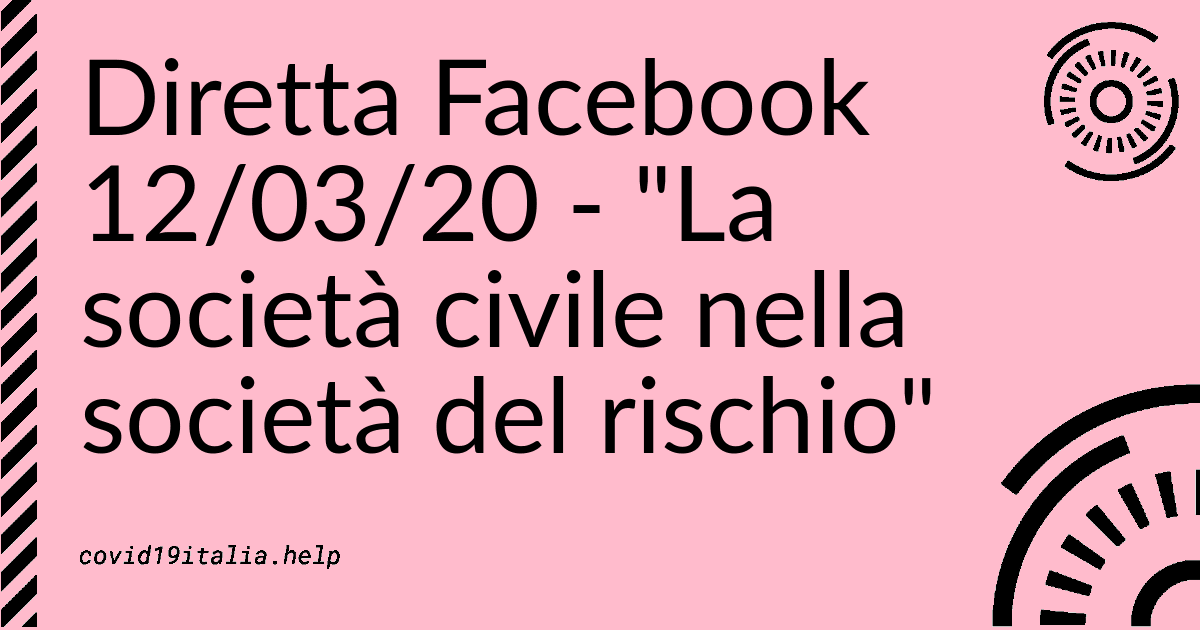 Diretta Facebook
12/03/20 - "La
società civile nella
società del rischio"
covid19italia.help